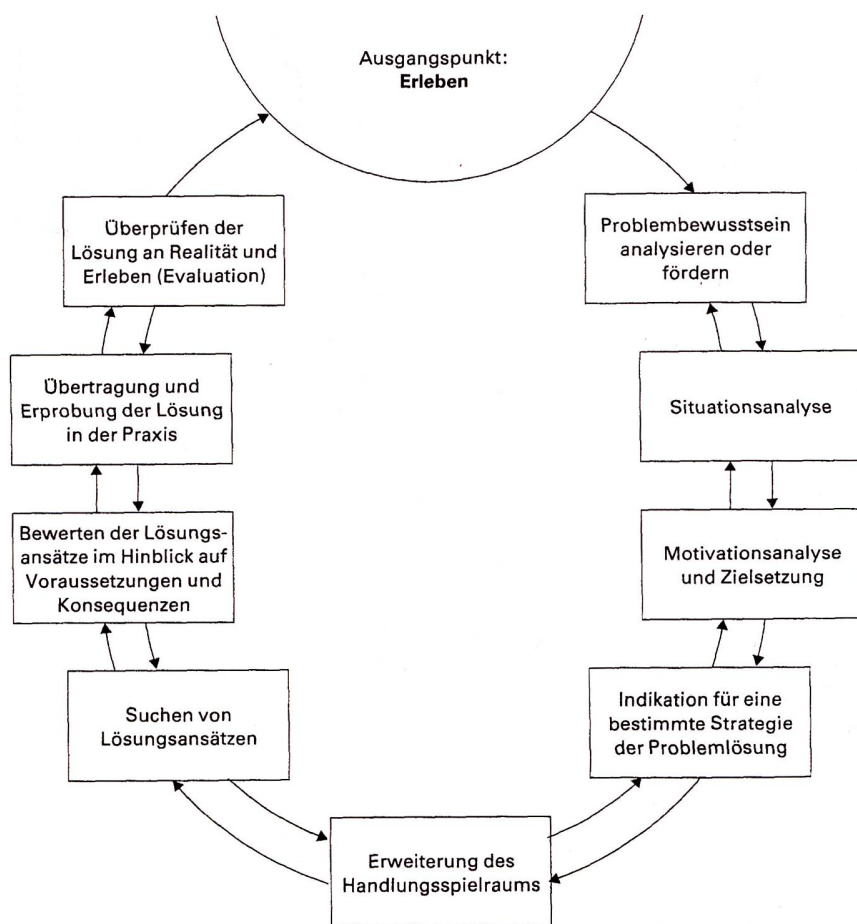 Ausgangspunkt:
Erleben
Problembewusstsein
analysieren oder
fördern
Situationsanalyse
Motivationsanalyse
und Zielsetzung
Indikation für eine
bestimmte Strategie
der Problemlösung
Erweiterung des
Handlungsspielraums
Suchen von
Lösungsansätzen
Bewerten der Lösungs-
ansätze im Hinblick auf
Voraussetzungen und
Konsequenzen
Übertragung und
Erprobung der Lösung
in der Praxis
Überprüfen der
Lösung an Realität und
Erleben (Evaluation)